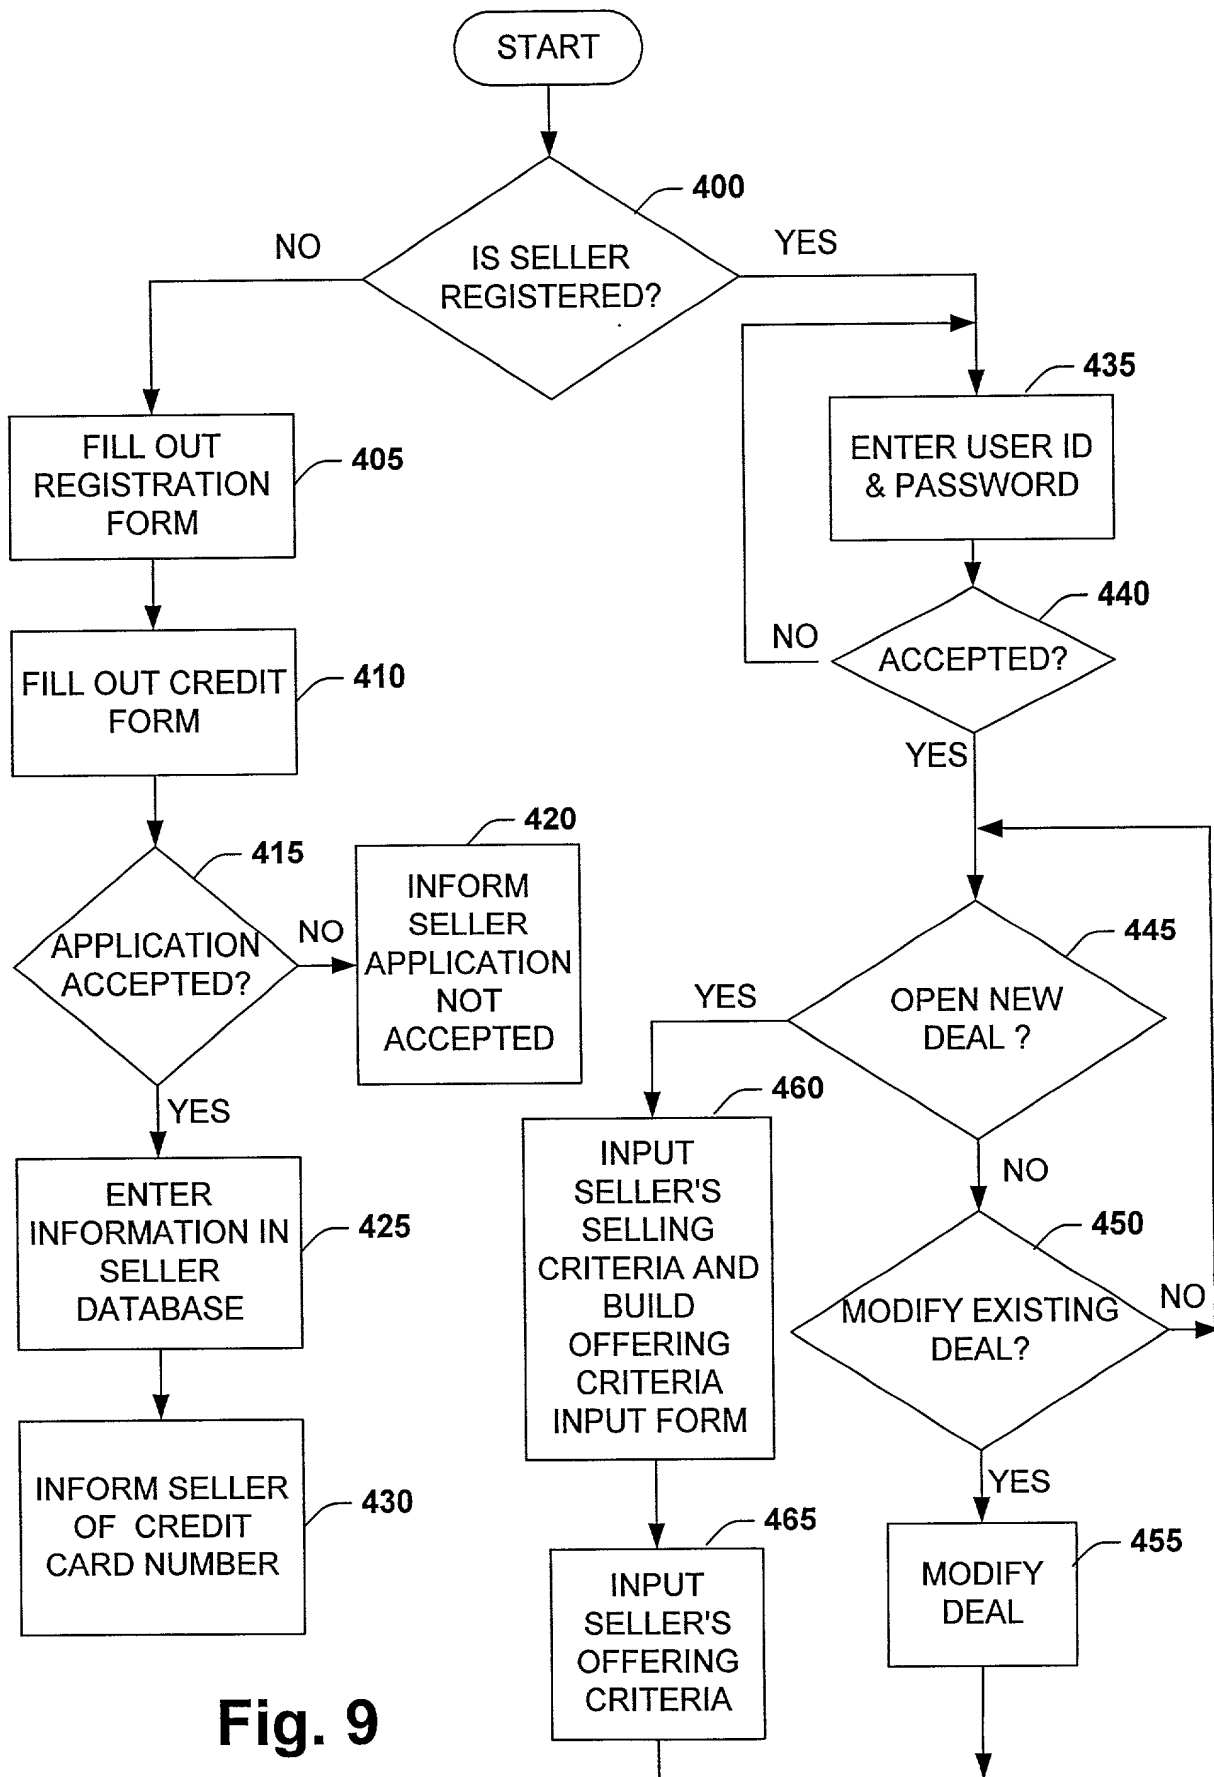 START
400
NO
YES
IS SELLER
REGISTERED?
435
FILL OUT
REGISTRATION
FORM
405
ENTER USER ID
& PASSWORD
440
NO
ACCEPTED?
FILL OUT CREDIT
FORM
410
YES
420
415
INFORM
SELLER
APPLICATION
NOT
ACCEPTED
NO
APPLICATION
ACCEPTED?
445
YES
OPEN NEW
DEAL ?
460
YES
NO
INPUT
SELLER'S
SELLING
CRITERIA AND
BUILD
OFFERING
CRITERIA
INPUT FORM
ENTER
INFORMATION IN
SELLER
DATABASE
425
450
MODIFY EXISTING
DEAL?
NO
YES
INFORM SELLER
OF CREDIT
CARD NUMBER
430
465
455
INPUT
SELLER'S
OFFERING
CRITERIA
MODIFY
DEAL
Fig. 9